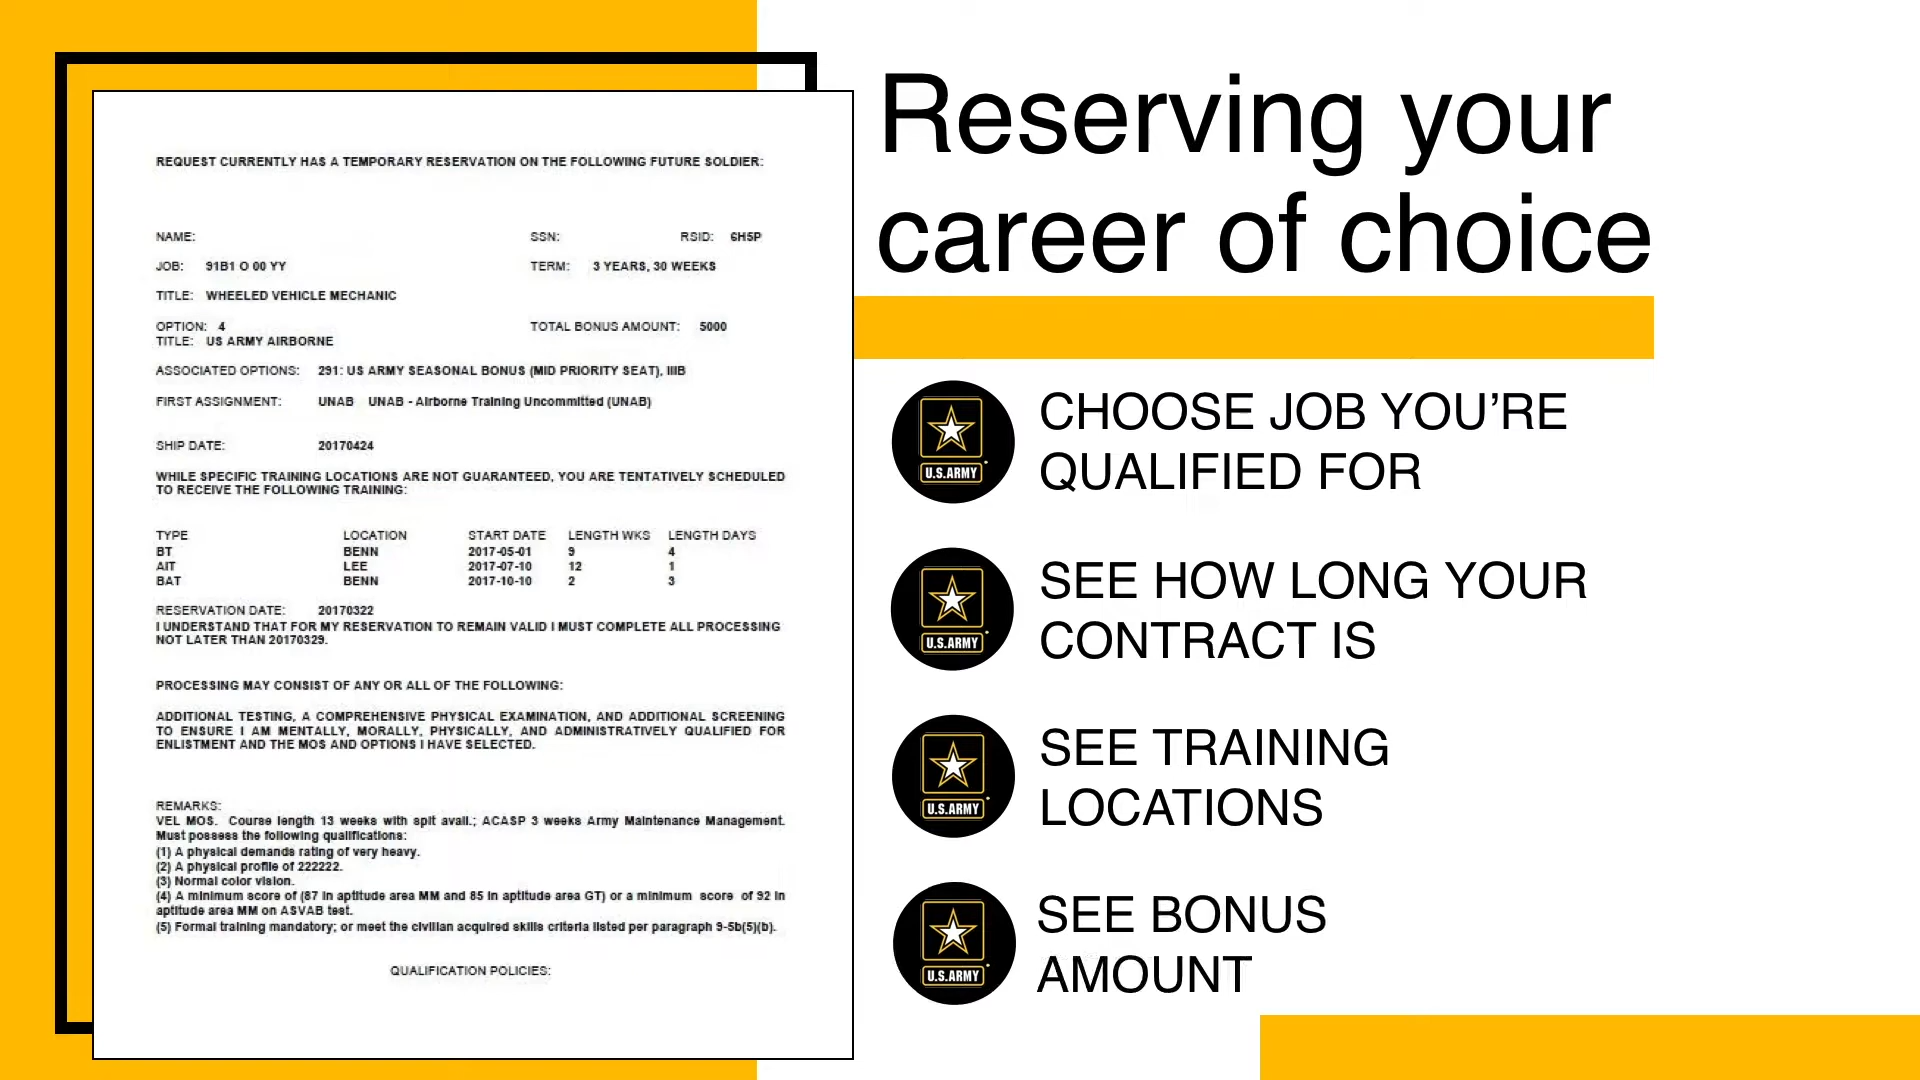 REQUEST CURRENTLY HAS A TEMPORARY RESERVATION ON THE FOLLOWING FUTURE SOLDIER:
NAME: SSN: RSID: 6H5P
JOB: 91B1 O 00 YY TERM: 3 YEARS, 30 WEEKS
TITLE: WHEELED VEHICLE MECHANIC
OPTION: 4 TOTAL BONUS AMOUNT: 5000
TITLE: US ARMY AIRBORNE
ASSOCIATED OPTIONS: 291: US ARMY SEASONAL BONUS (MID PRIORITY SEAT), IIIB
FIRST ASSIGNMENT: UNAB UNAB - Airborne Training Uncommitted (UNAB)
SHIP DATE: 20170424
WHILE SPECIFIC TRAINING LOCATIONS ARE NOT GUARANTEED, YOU ARE TENTATIVELY SCHEDULED
TO RECEIVE THE FOLLOWING TRAINING:
TYPE LOCATION START DATE LENGTH WKS LENGTH DAYS
BT BENN 2017-05-01 9 4
AIT LEE 2017-07-10 12 1
BAT BENN 2017-10-10 2 3
RESERVATION DATE: 20170322
I UNDERSTAND THAT FOR MY RESERVATION TO REMAIN VALID I MUST COMPLETE ALL PROCESSING
NOT LATER THAN 20170329.
PROCESSING MAY CONSIST OF ANY OR ALL OF THE FOLLOWING:
ADDITIONAL TESTING, A COMPREHENSIVE PHYSICAL EXAMINATION, AND ADDITIONAL SCREENING
TO ENSURE I AM MENTALLY, MORALLY, PHYSICALLY, AND ADMINISTRATIVELY QUALIFIED FOR
ENLISTMENT AND THE MOS AND OPTIONS I HAVE SELECTED.
REMARKS:
VEL MOS. Course length 13 weeks with split avail.; ACASP 3 weeks Army Maintenance Management.
Must possess the following qualifications:
(1) A physical demands rating of very heavy.
(2) A physical profile of 222222.
(3) Normal color vision.
(4) A minimum score of (87 in aptitude area MM and 85 in aptitude area GT) or a minimum score of 92 in
aptitude area MM on ASVAB test.
(5) Formal training mandatory; or meet the civilian acquired skills criteria listed per paragraph 9-5b(5)(b).
QUALIFICATION POLICIES:
Reserving your
career of choice
U.S.ARMY
CHOOSE JOB YOU’RE
QUALIFIED FOR
U.S.ARMY
SEE HOW LONG YOUR
CONTRACT IS
U.S.ARMY
SEE TRAINING
LOCATIONS
U.S.ARMY
SEE BONUS
AMOUNT